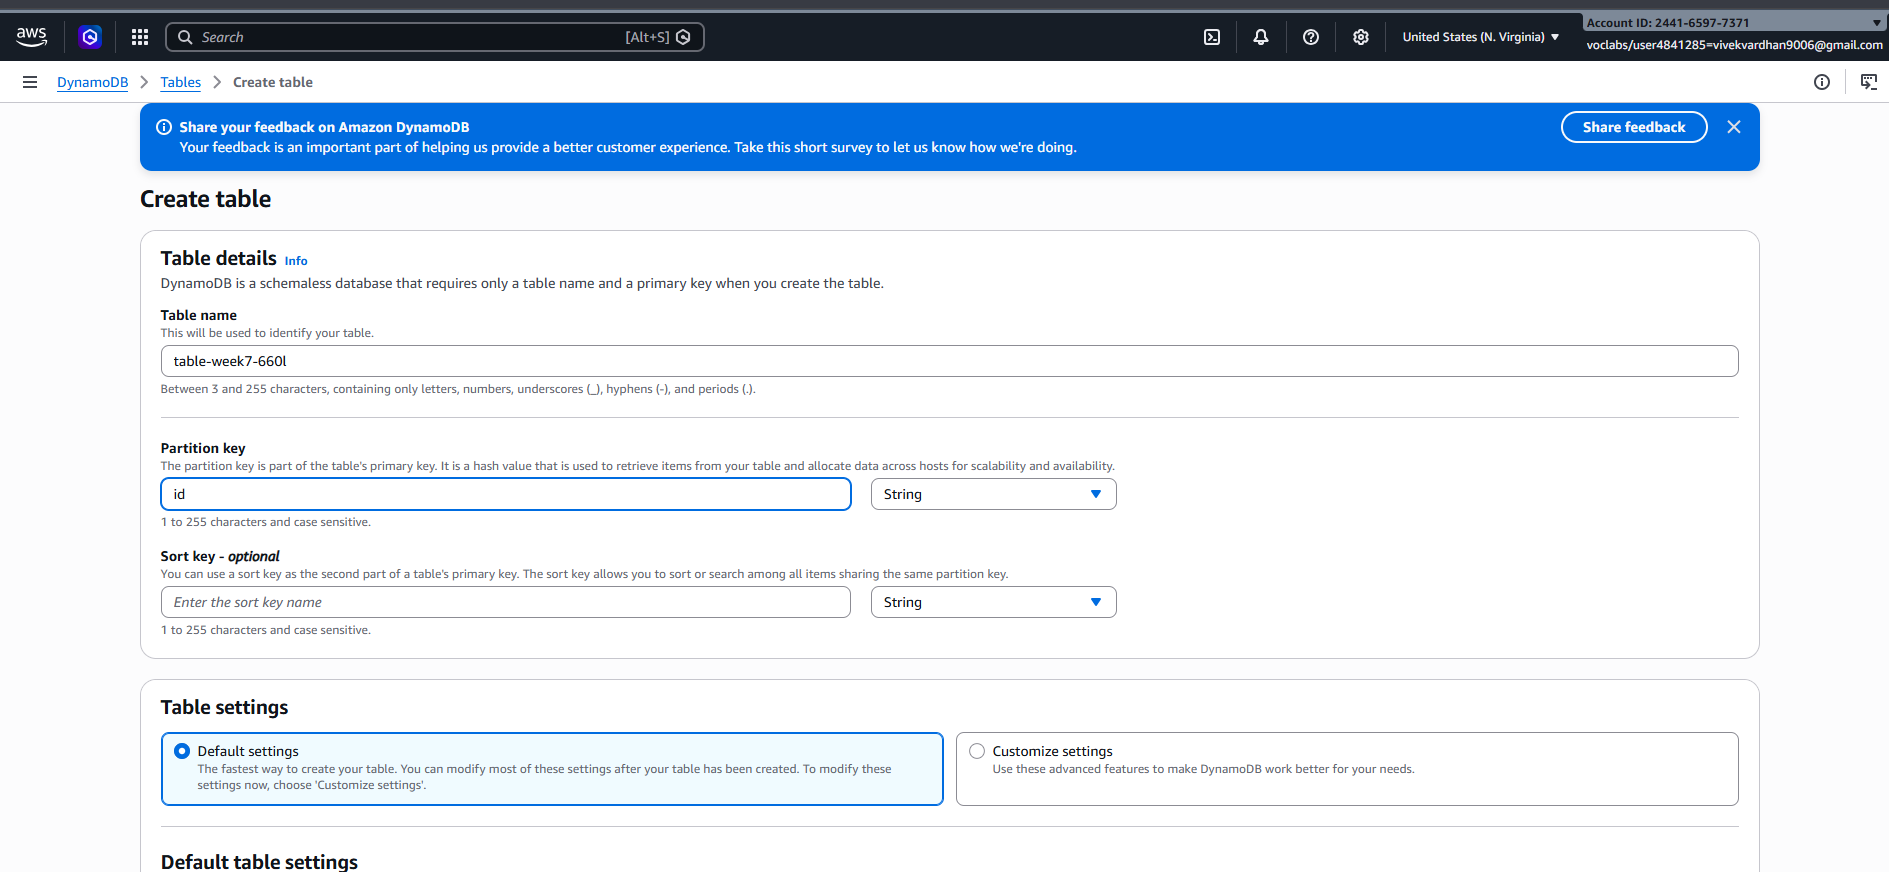 aws
Search [Alt+S]
United States (N. Virginia)
Account ID: 2441-6597-7371
voclabs/user4841285=vivekvardhan9006@gmail.com
DynamoDB Tables Create table
Share your feedback on Amazon DynamoDB
Your feedback is an important part of helping us provide a better customer experience. Take this short survey to let us know how we're doing.
Share feedback
Create table
Table details Info
DynamoDB is a schemaless database that requires only a table name and a primary key when you create the table.
Table name
This will be used to identify your table.
table-week7-660l
Between 3 and 255 characters, containing only letters, numbers, underscores (_), hyphens (-), and periods (.).
Partition key
The partition key is part of the table's primary key. It is a hash value that is used to retrieve items from your table and allocate data across hosts for scalability and availability.
id String
1 to 255 characters and case sensitive.
Sort key - optional
You can use a sort key as the second part of a table's primary key. The sort key allows you to sort or search among all items sharing the same partition key.
Enter the sort key name String
1 to 255 characters and case sensitive.
Table settings
Default settings
The fastest way to create your table. You can modify most of these settings after your table has been created. To modify these
settings now, choose 'Customize settings'.
Customize settings
Use these advanced features to make DynamoDB work better for your needs.
Default table settings